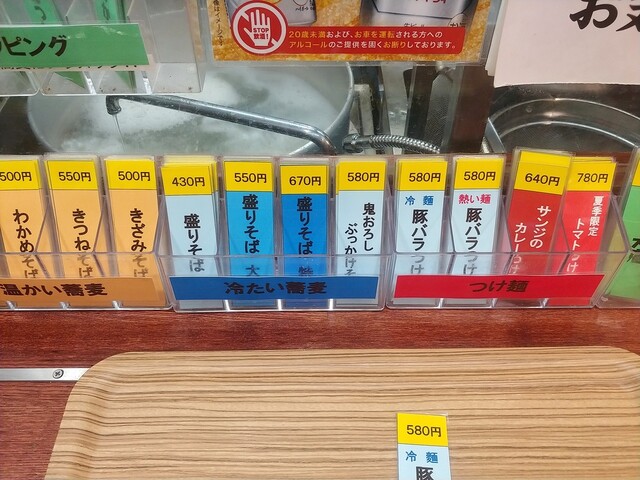 STOP
飲酒!
20歳未満および、お車を運転される方への
アルコールのご提供を固くお断りしております。
お
ッピング
500円
わかめそば
550円
きつねそば
500円
きざみそば
温かい蕎麦
430円
盛りそば
550円
盛りそば 大
670円
盛りそば 特
580円
鬼おろし
ぶっかけそ
冷たい蕎麦
580円
冷麺
豚バラつけ
580円
熱い麺
豚バラつけ
640円
サンジの
カレーつけ
780円
夏季限定
トマトつけ
つけ麺
580円
冷麺
豚